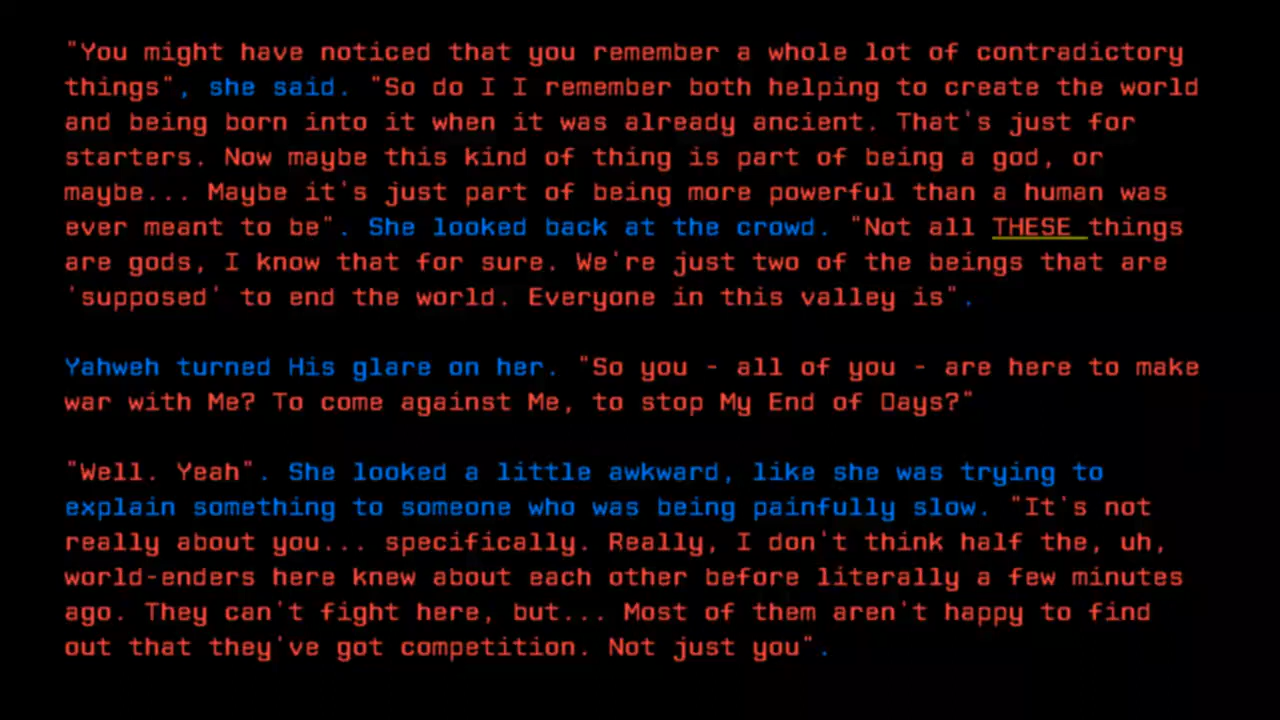 "You might have noticed that you remember a whole lot of contradictory
things", she said. "So do I I remember both helping to create the world
and being born into it when it was already ancient. That's just for
starters. Now maybe this kind of thing is part of being a god, or
maybe... Maybe it's just part of being more powerful than a human was
ever meant to be". She looked back at the crowd. "Not all THESE things
are gods, I know that for sure. We're just two of the beings that are
'supposed' to end the world. Everyone in this valley is".
Yahweh turned His glare on her. "So you - all of you - are here to make
war with Me? To come against Me, to stop My End of Days?"
"Well. Yeah". She looked a little awkward, like she was trying to
explain something to someone who was being painfully slow. "It's not
really about you... specifically. Really, I don't think half the, uh,
world-enders here knew about each other before literally a few minutes
ago. They can't fight here, but... Most of them aren't happy to find
out that they've got competition. Not just you".